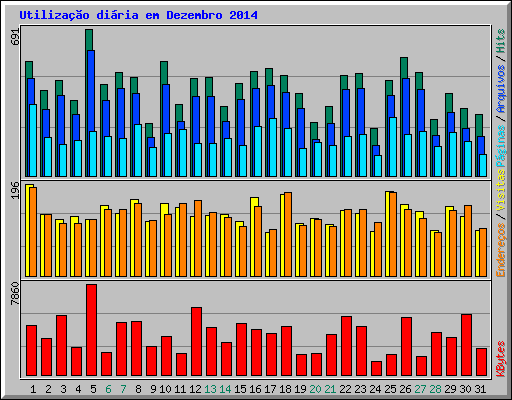 Utilização diária em Dezembro 2014
691
196
7860
Endereços / Visitas Páginas / Arquivos / Hits
KBytes
1 2 3 4 5 6 7 8 9 10 11 12 13 14 15 16 17 18 19 20 21 22 23 24 25 26 27 28 29 30 31